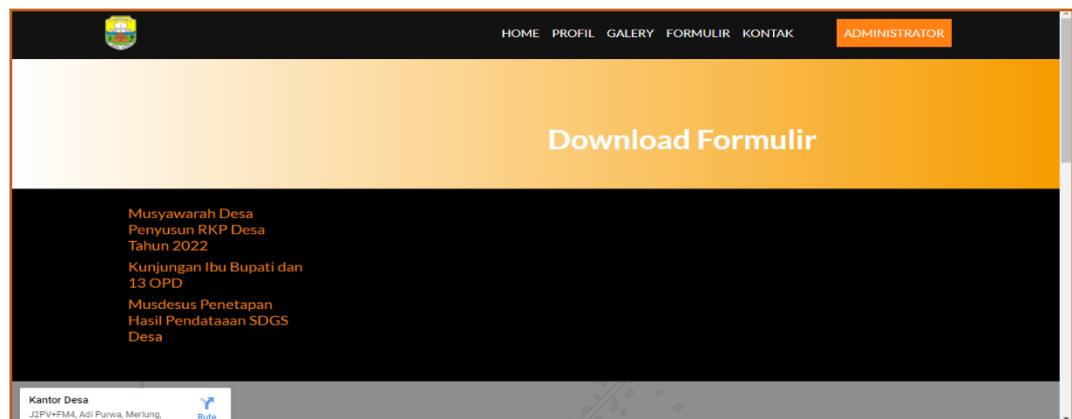 HOME PROFIL GALERY FORMULIR KONTAK ADMINISTRATOR
Download Formulir
Musyawarah Desa
Penyusun RKP Desa
Tahun 2022
Kunjungan Ibu Bupati dan
13 OPD
Musdesus Penetapan
Hasil Pendataaan SDGS
Desa
Kantor Desa
J2PV+FM4, Adi Purwa, Merlung,
Rute